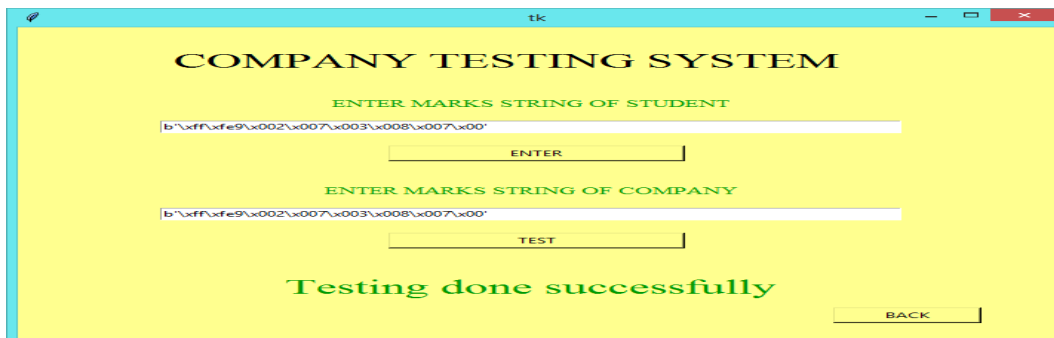 tk
COMPANY TESTING SYSTEM
ENTER MARKS STRING OF STUDENT
b'\xff\xfe9\x002\x007\x003\x008\x007\x00'
ENTER
ENTER MARKS STRING OF COMPANY
b'\xff\xfe9\x002\x007\x003\x008\x007\x00'
TEST
Testing done successfully
BACK